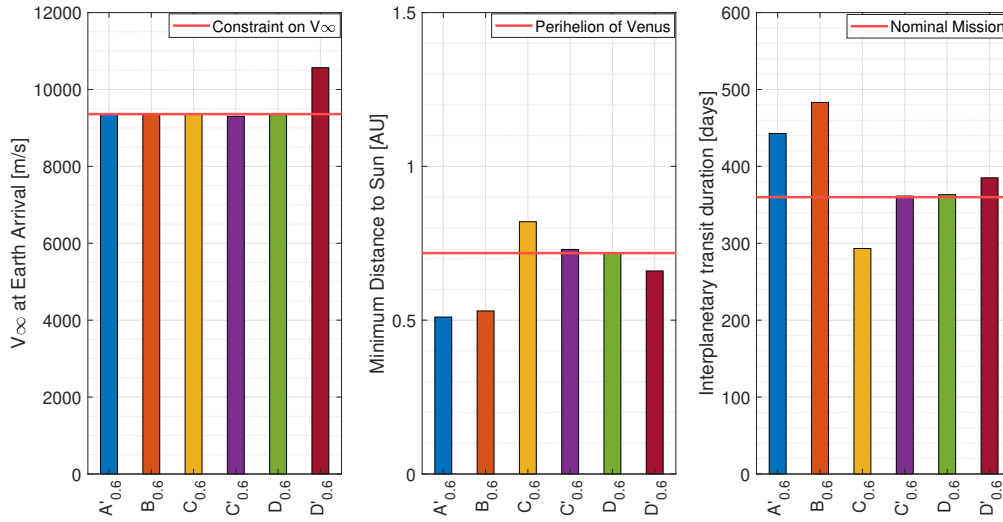 V∞ at Earth Arrival [m/s]
12000
10000
8000
6000
4000
2000
0
Constraint on V∞
A'0.6
B0.6
C0.6
C'0.6
D0.6
D'0.6
Minimum Distance to Sun [AU]
1.5
1
0.5
0
Perihelion of Venus
A'0.6
B0.6
C0.6
C'0.6
D0.6
D'0.6
Interplanetary transit duration [days]
600
500
400
300
200
100
0
Nominal Mission
A'0.6
B0.6
C0.6
C'0.6
D0.6
D'0.6